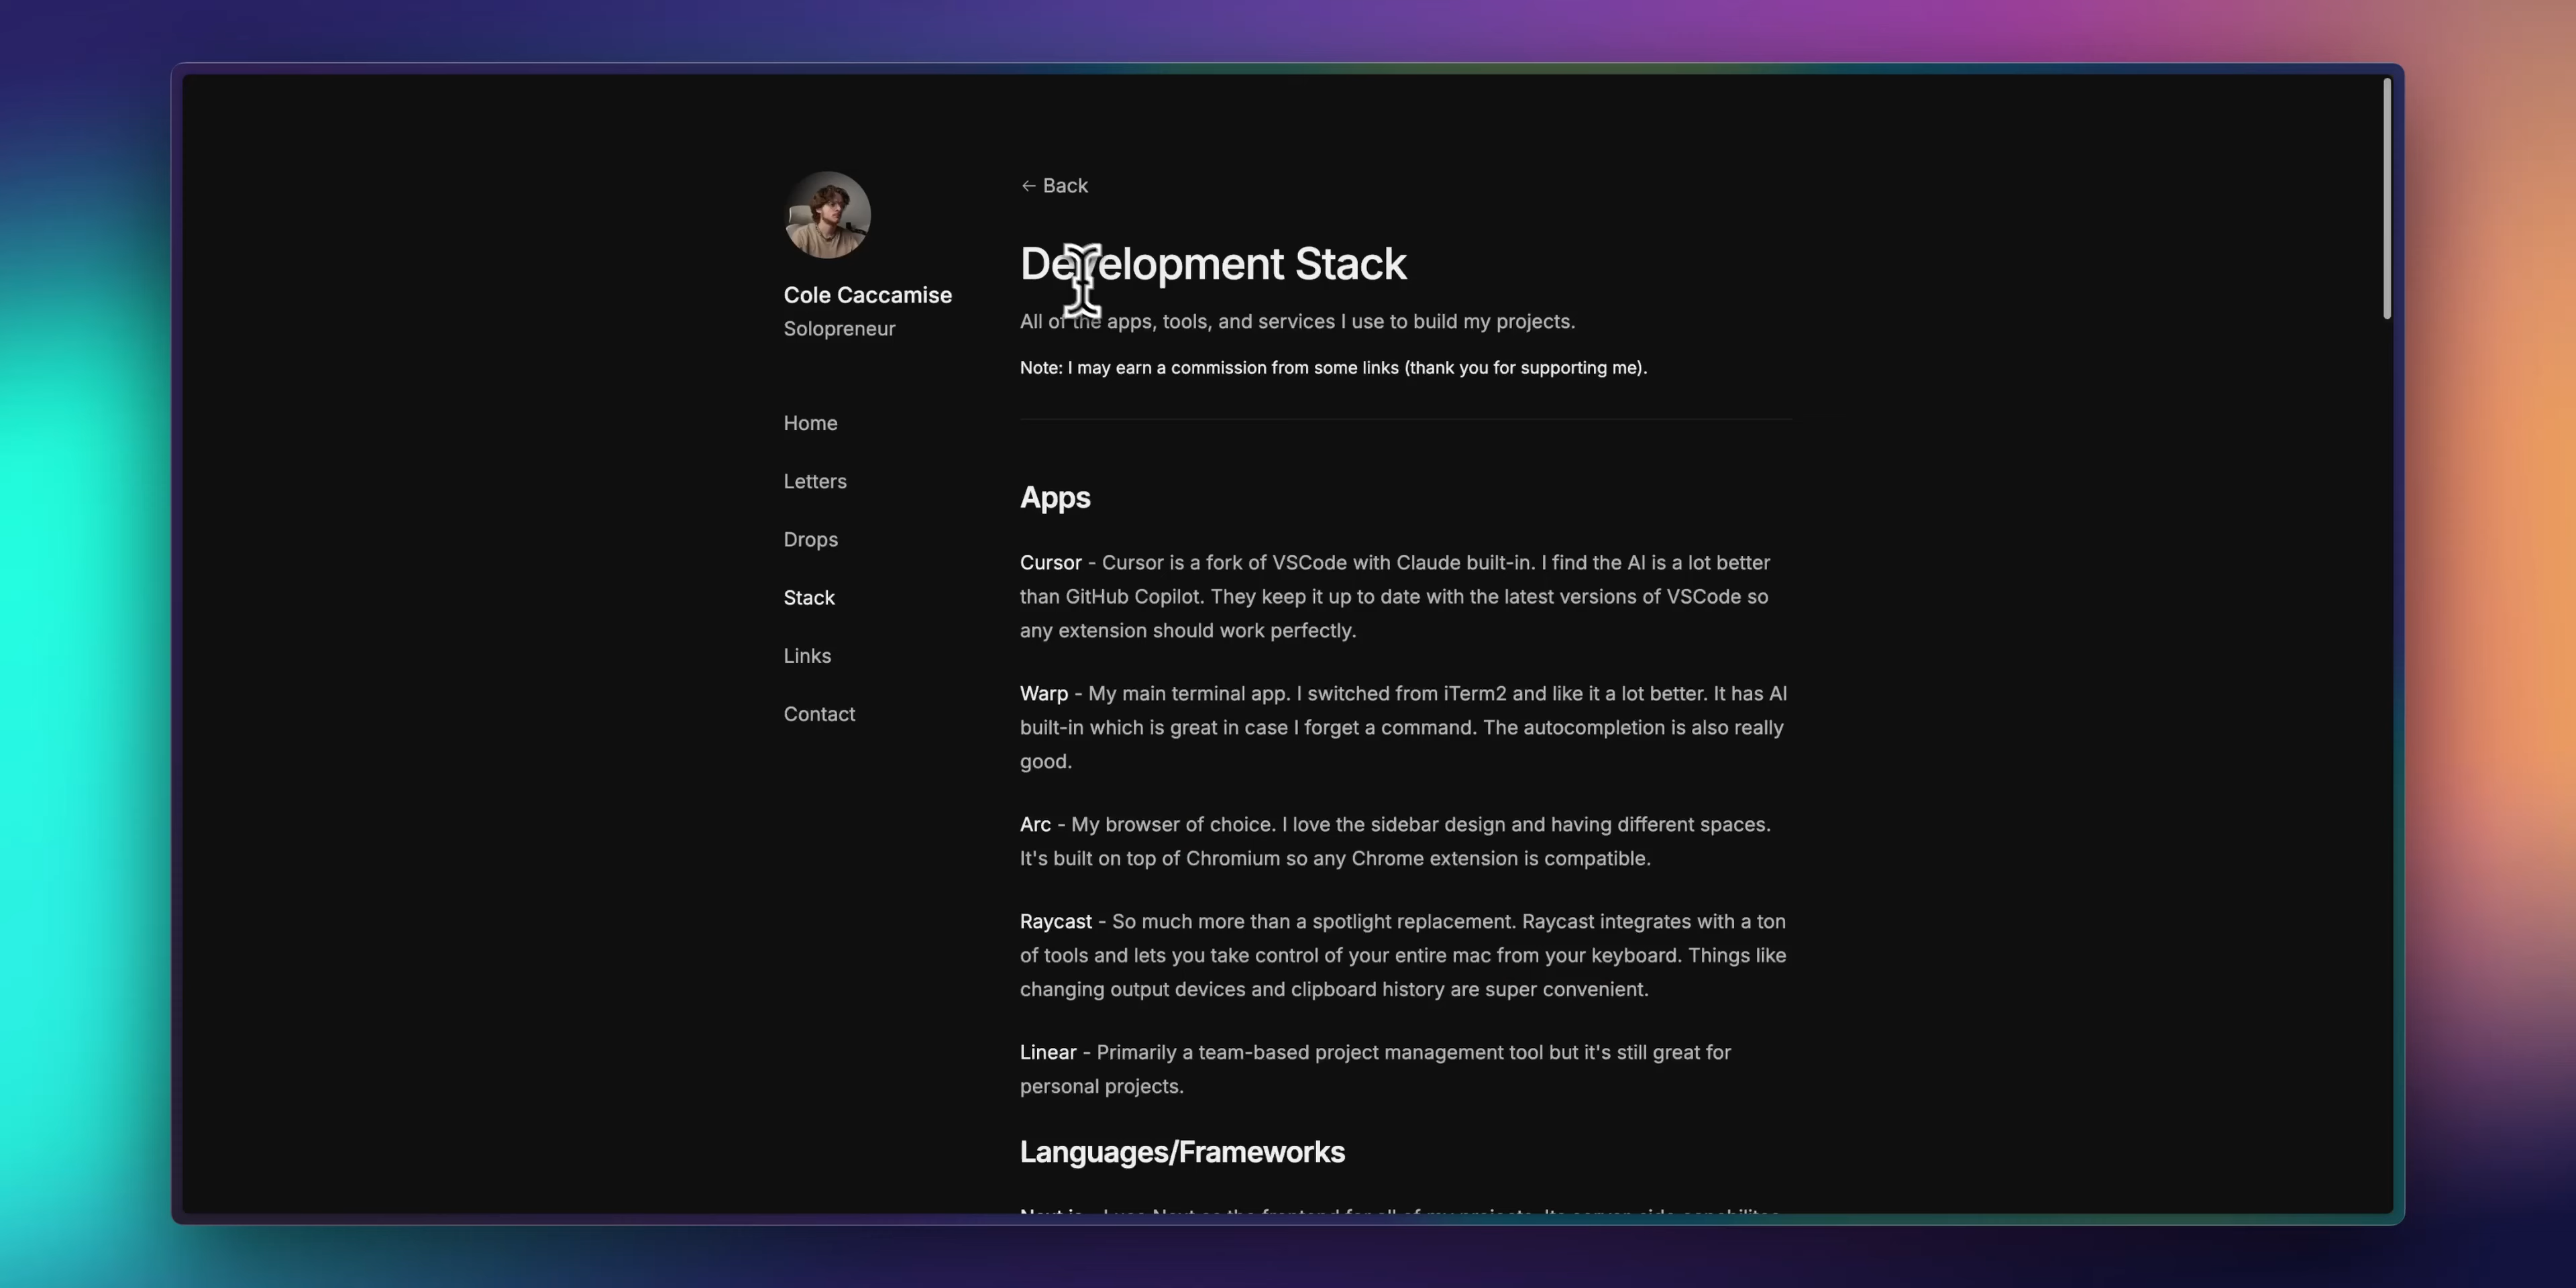 ← Back
Development Stack
Cole Caccamise
Solopreneur
All of the apps, tools, and services I use to build my projects.
Note: I may earn a commission from some links (thank you for supporting me).
Home
Letters
Drops
Stack
Links
Contact
Apps
Cursor - Cursor is a fork of VSCode with Claude built-in. I find the AI is a lot better
than GitHub Copilot. They keep it up to date with the latest versions of VSCode so
any extension should work perfectly.
Warp - My main terminal app. I switched from iTerm2 and like it a lot better. It has AI
built-in which is great in case I forget a command. The autocompletion is also really
good.
Arc - My browser of choice. I love the sidebar design and having different spaces.
It's built on top of Chromium so any Chrome extension is compatible.
Raycast - So much more than a spotlight replacement. Raycast integrates with a ton
of tools and lets you take control of your entire mac from your keyboard. Things like
changing output devices and clipboard history are super convenient.
Linear - Primarily a team-based project management tool but it's still great for
personal projects.
Languages/Frameworks